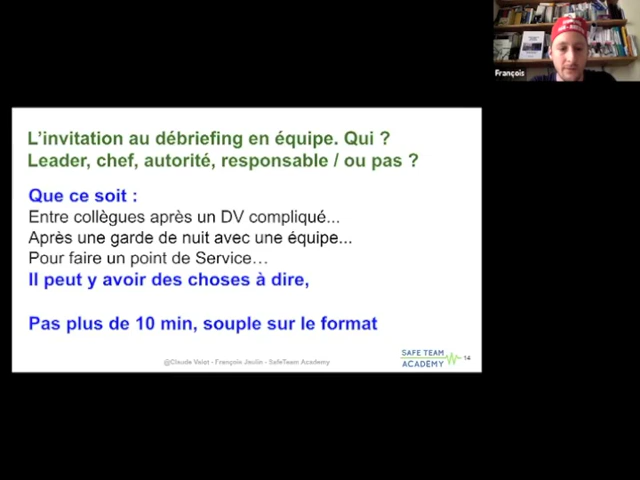 François
L'invitation au débriefing en équipe. Qui ?
Leader, chef, autorité, responsable / ou pas ?
Que ce soit :
Entre collègues après un DV compliqué...
Après une garde de nuit avec une équipe...
Pour faire un point de Service…
Il peut y avoir des choses à dire,
Pas plus de 10 min, souple sur le format
@Claude Valot - François Jaulin - SafeTeam Academy
SAFE TEAM
ACADEMY
14